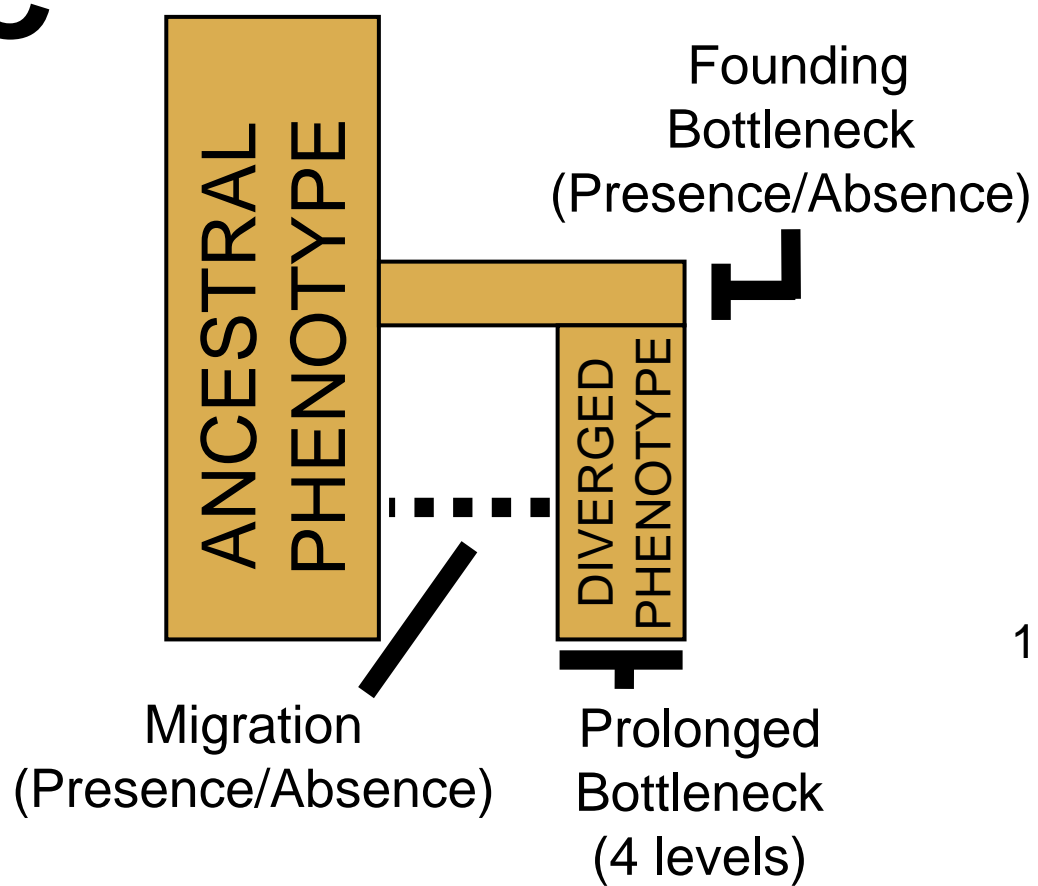 Founding
Bottleneck
(Presence/Absence)
ANCESTRAL
PHENOTYPE
DIVERGED
PHENOTYPE
1
Migration
(Presence/Absence)
Prolonged
Bottleneck
(4 levels)